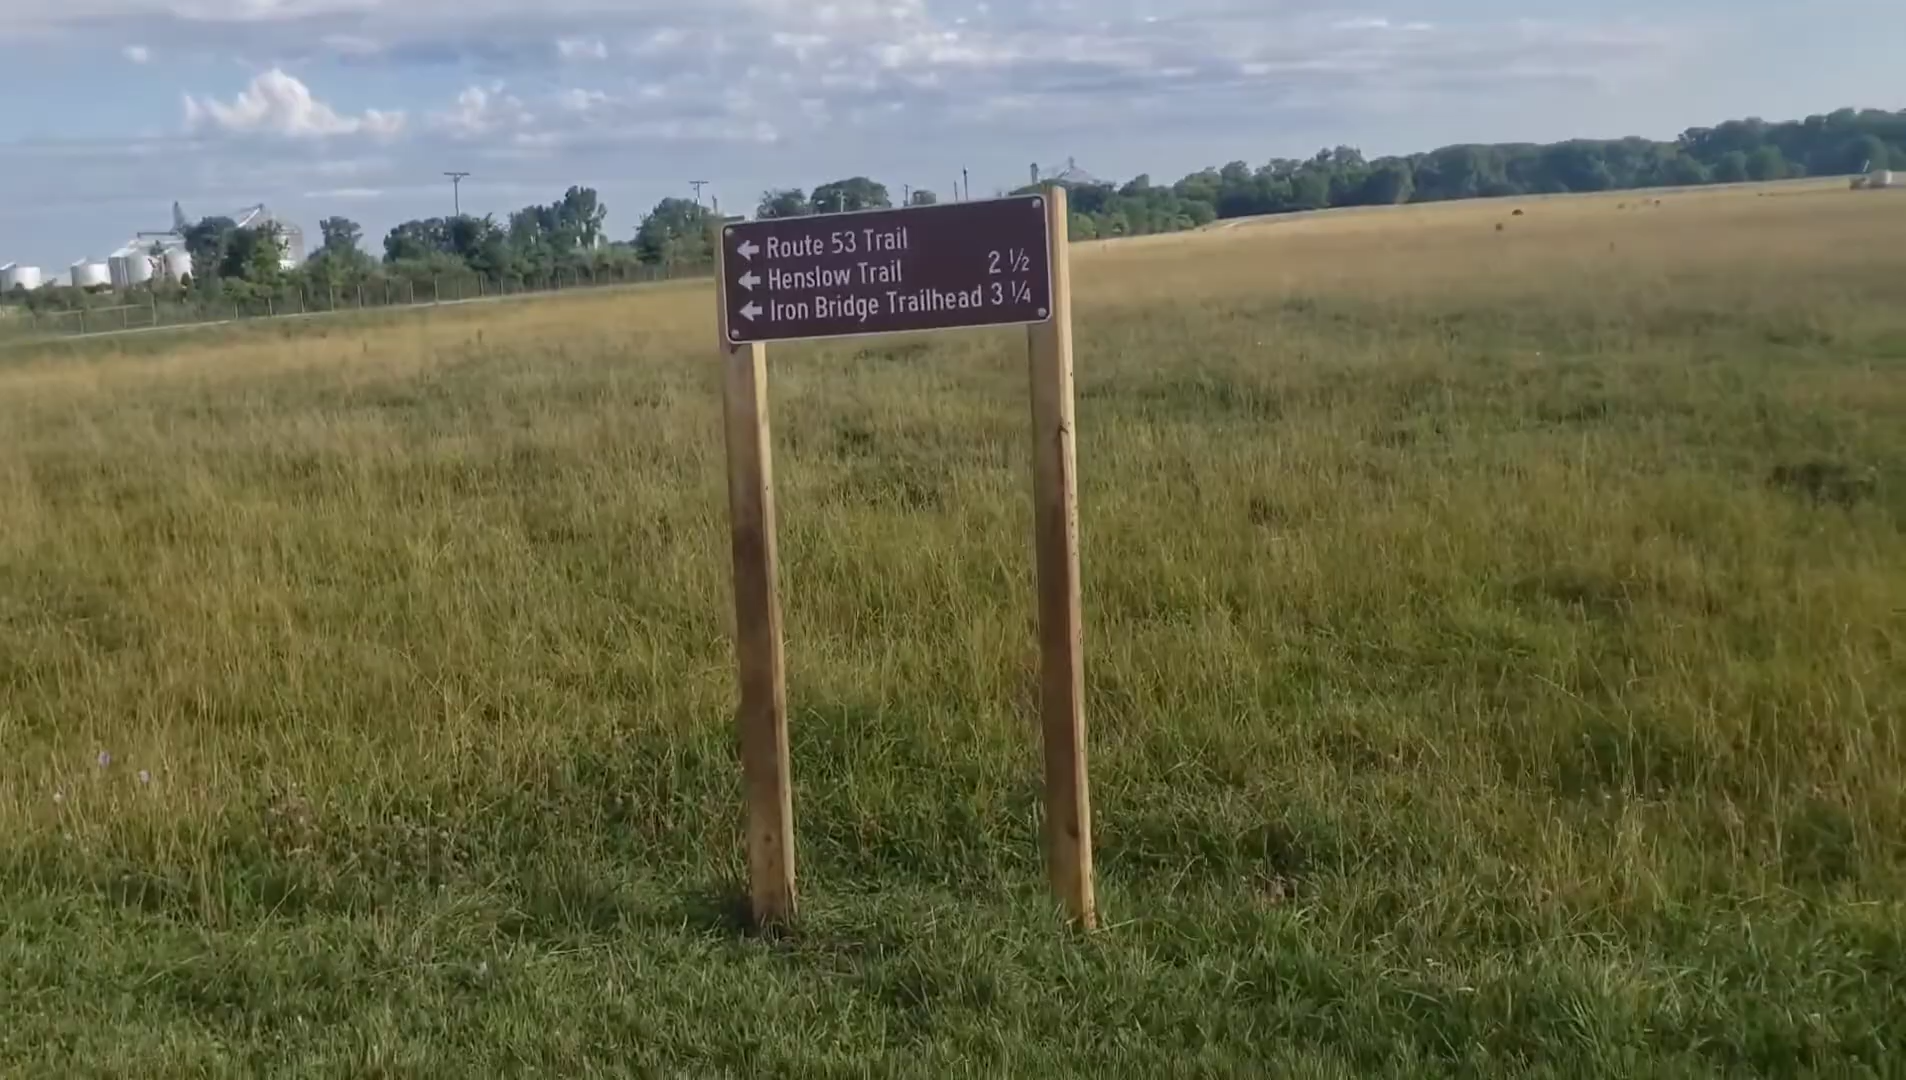 ← Route 53 Trail
← Henslow Trail 2 ½
← Iron Bridge Trailhead 3 ¼